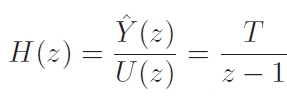 H(z) = Ŷ(z) / U(z) = T / z − 1